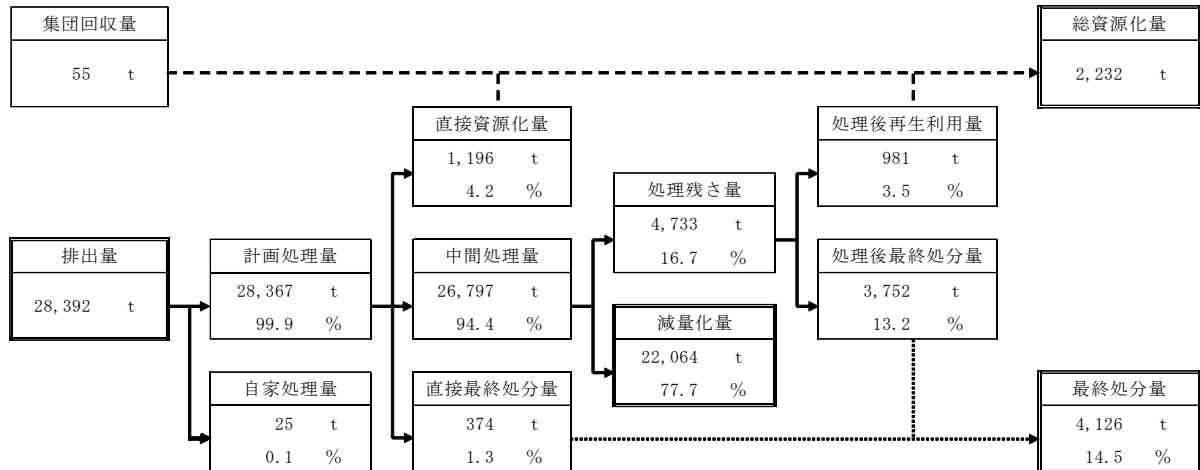 集団回収量
55 t
総資源化量
2,232 t
直接資源化量
1,196 t
4.2 %
処理後再生利用量
981 t
3.5 %
処理残さ量
4,733 t
16.7 %
排出量
28,392 t
計画処理量
28,367 t
99.9 %
中間処理量
26,797 t
94.4 %
処理後最終処分量
3,752 t
13.2 %
減量化量
22,064 t
77.7 %
自家処理量
25 t
0.1 %
直接最終処分量
374 t
1.3 %
最終処分量
4,126 t
14.5 %